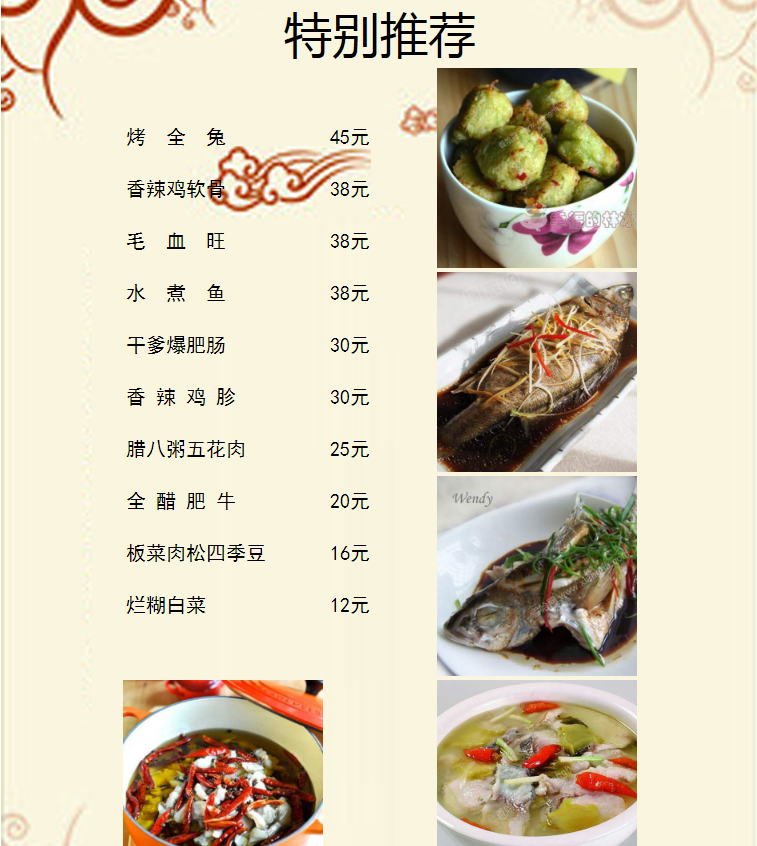 特别推荐
烤 全 兔 45元
香辣鸡软骨 38元
毛 血 旺 38元
水 煮 鱼 38元
干爹爆肥肠 30元
香 辣 鸡 胗 30元
腊八粥五花肉 25元
全 醋 肥 牛 20元
板菜肉松四季豆 16元
烂糊白菜 12元
Wendy